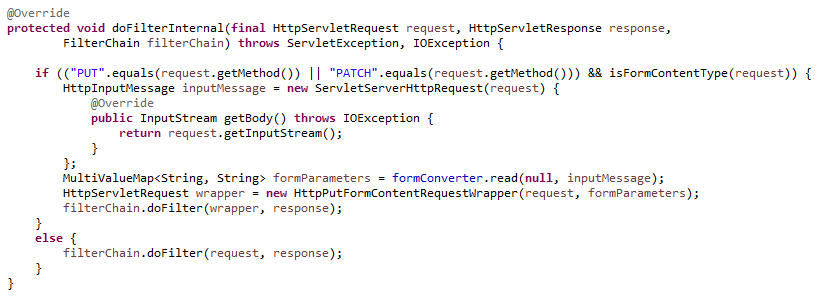 @Override
protected void doFilterInternal(final HttpServletRequest request, HttpServletResponse response,
        FilterChain filterChain) throws ServletException, IOException {

    if (("PUT".equals(request.getMethod()) || "PATCH".equals(request.getMethod())) && isFormContentType(request)) {
        HttpInputMessage inputMessage = new ServletServerHttpRequest(request) {
            @Override
            public InputStream getBody() throws IOException {
                return request.getInputStream();
            }
        };
        MultiValueMap<String, String> formParameters = formConverter.read(null, inputMessage);
        HttpServletRequest wrapper = new HttpPutFormContentRequestWrapper(request, formParameters);
        filterChain.doFilter(wrapper, response);
    }
    else {
        filterChain.doFilter(request, response);
    }
}